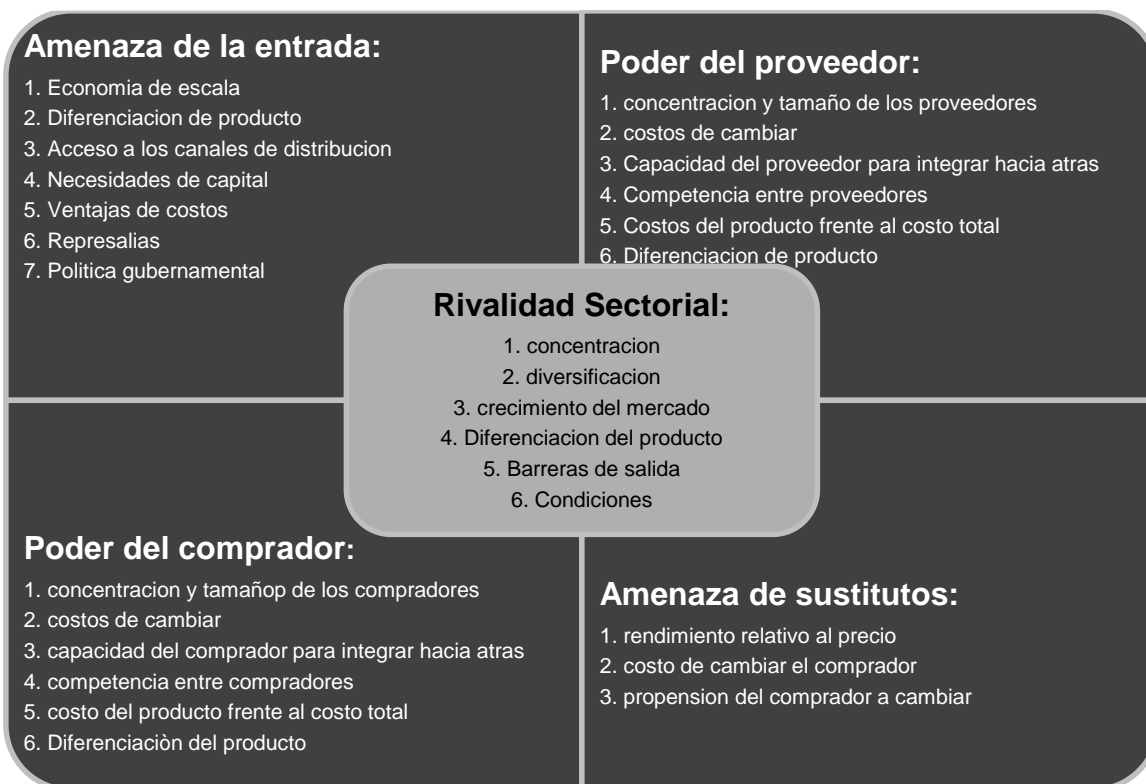 Amenaza de la entrada:
1. Economia de escala
2. Diferenciacion de producto
3. Acceso a los canales de distribucion
4. Necesidades de capital
5. Ventajas de costos
6. Represalias
7. Politica gubernamental
Poder del proveedor:
1. concentracion y tamaño de los proveedores
2. costos de cambiar
3. Capacidad del proveedor para integrar hacia atras
4. Competencia entre proveedores
5. Costos del producto frente al costo total
6. Diferenciacion de producto
Rivalidad Sectorial:
1. concentracion
2. diversificacion
3. crecimiento del mercado
4. Diferenciacion del producto
5. Barreras de salida
6. Condiciones
Poder del comprador:
1. concentracion y tamañop de los compradores
2. costos de cambiar
3. capacidad del comprador para integrar hacia atras
4. competencia entre compradores
5. costo del producto frente al costo total
6. Diferenciaciòn del producto
Amenaza de sustitutos:
1. rendimiento relativo al precio
2. costo de cambiar el comprador
3. propension del comprador a cambiar